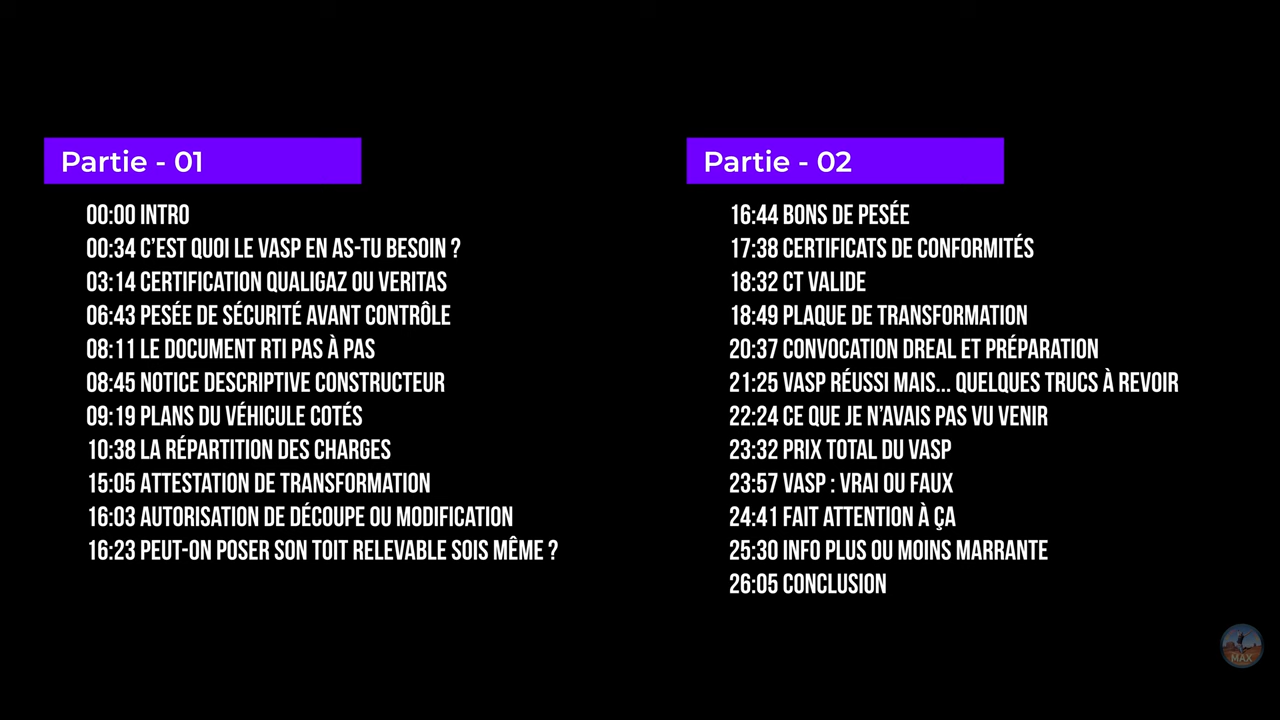 Partie - 01
00:00 INTRO
00:34 C’EST QUOI LE VASP EN AS-TU BESOIN ?
03:14 CERTIFICATION QUALIGAZ OU VERITAS
06:43 PESÉE DE SÉCURITÉ AVANT CONTRÔLE
08:11 LE DOCUMENT RTI PAS À PAS
08:45 NOTICE DESCRIPTIVE CONSTRUCTEUR
09:19 PLANS DU VÉHICULE COTÉS
10:38 LA RÉPARTITION DES CHARGES
15:05 ATTESTATION DE TRANSFORMATION
16:03 AUTORISATION DE DÉCOUPE OU MODIFICATION
16:23 PEUT-ON POSER SON TOIT RELEVABLE SOIS MÊME ?
Partie - 02
16:44 BONS DE PESÉE
17:38 CERTIFICATS DE CONFORMITÉS
18:32 CT VALIDE
18:49 PLAQUE DE TRANSFORMATION
20:37 CONVOCATION DREAL ET PRÉPARATION
21:25 VASP RÉUSSI MAIS... QUELQUES TRUCS À REVOIR
22:24 CE QUE JE N’AVAIS PAS VU VENIR
23:32 PRIX TOTAL DU VASP
23:57 VASP : VRAI OU FAUX
24:41 FAIT ATTENTION À ÇA
25:30 INFO PLUS OU MOINS MARRANTE
26:05 CONCLUSION
MAX